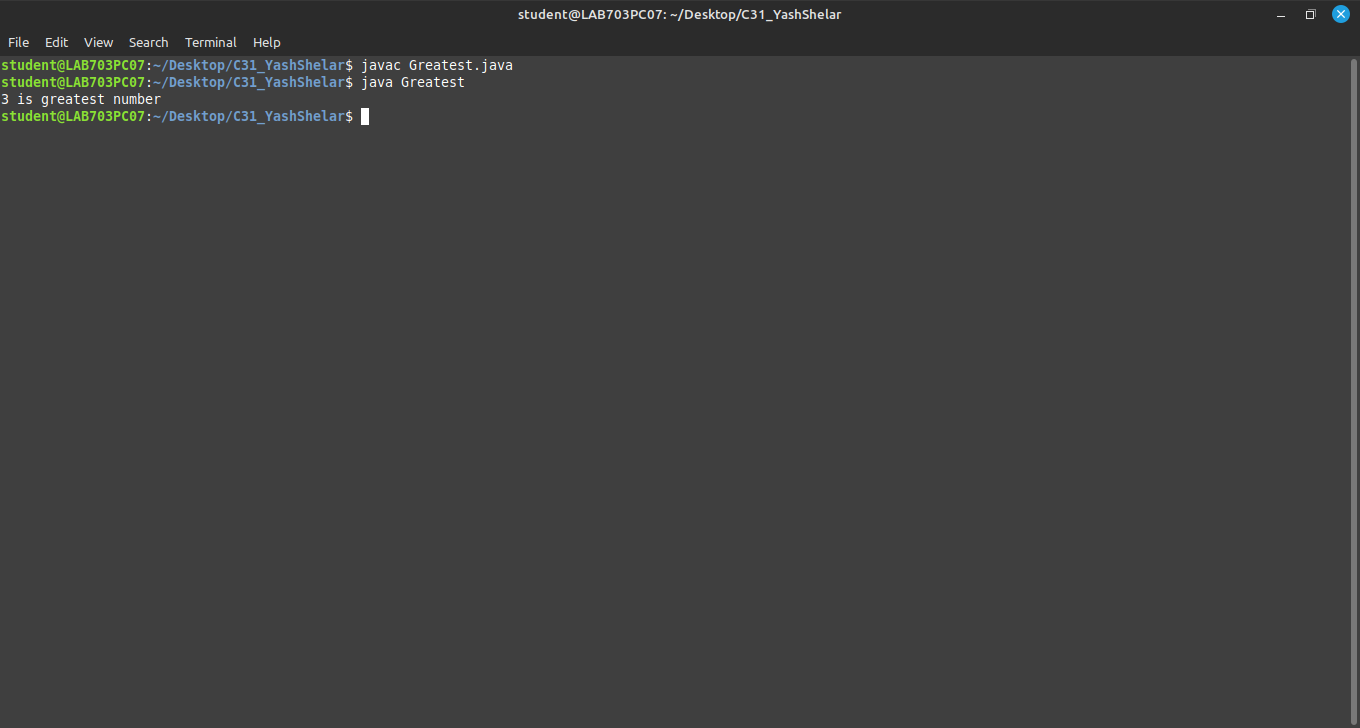 student@LAB703PC07: ~/Desktop/C31_YashShelar
File Edit View Search Terminal Help
student@LAB703PC07:~/Desktop/C31_YashShelar$ javac Greatest.java
student@LAB703PC07:~/Desktop/C31_YashShelar$ java Greatest
3 is greatest number
student@LAB703PC07:~/Desktop/C31_YashShelar$